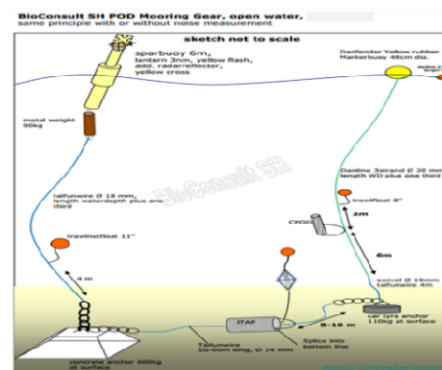 BioConsult SH POD Mooring Gear, open water,
same principle with or without noise measurement
sketch not to scale
sparbuoy 6m,
lantern 3nm, yellow flash,
add. radarreflector,
yellow cross
Danfender Yellow rubber
Markerbuoy 48cm dia.
metal weight
90kg
BioConsult SH
Danline 3strand Ø 20 mm,
length WD plus one third
taifunwire Ø 18 mm,
length waterdepth plus one
third
trawlfloat 8"
2m
CPOD
trawlnetfloat 11"
6m
4 m
swivel Ø 19mm
taifunwire 4m
ITAP
8-10 m
car tyre anchor
110kg at surface
Taifunwire
50-60m long, Ø 14 mm
Splice into
bottom line
concrete anchor 600kg
at surface